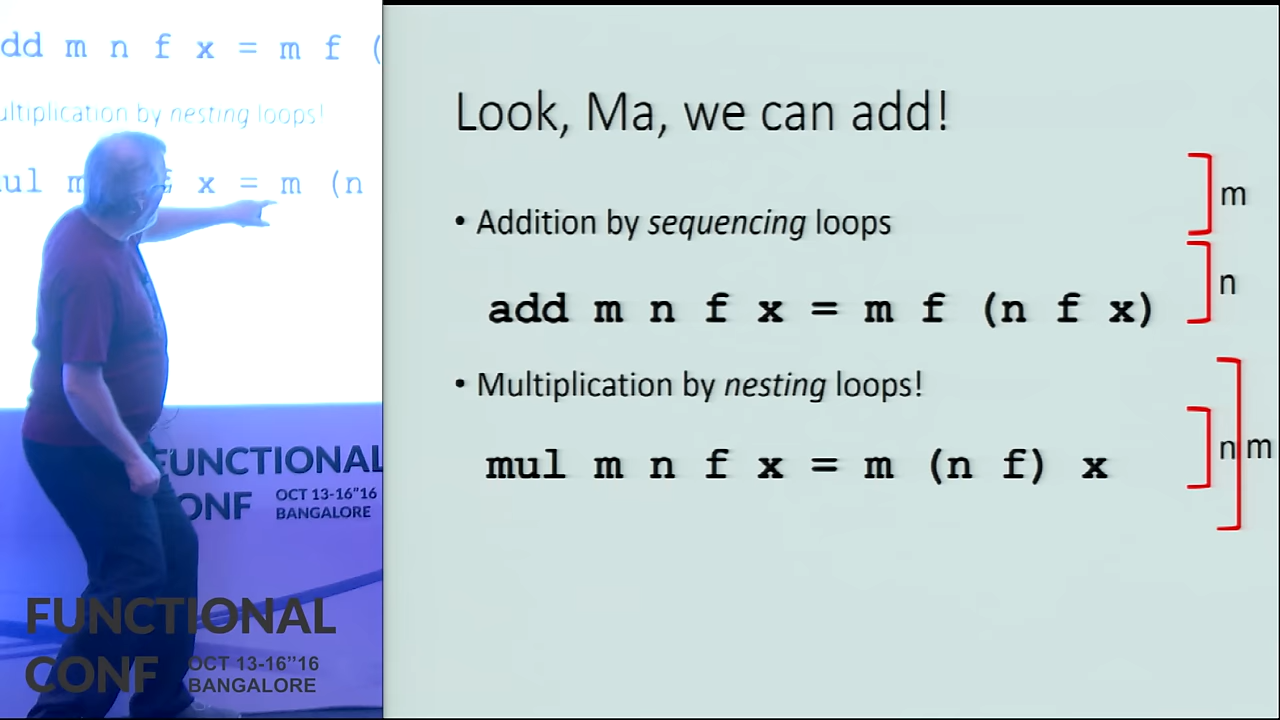 dd m n f x = m f (
ultiplication by nesting loops!
ul m x = m (n
FUNCTIONAL
CONF
OCT 13-16"16
BANGALORE
FUNCTIONAL
CONF
OCT 13-16"16
BANGALORE
Look, Ma, we can add!
• Addition by sequencing loops
add m n f x = m f (n f x)
• Multiplication by nesting loops!
mul m n f x = m (n f) x
m
n
n m